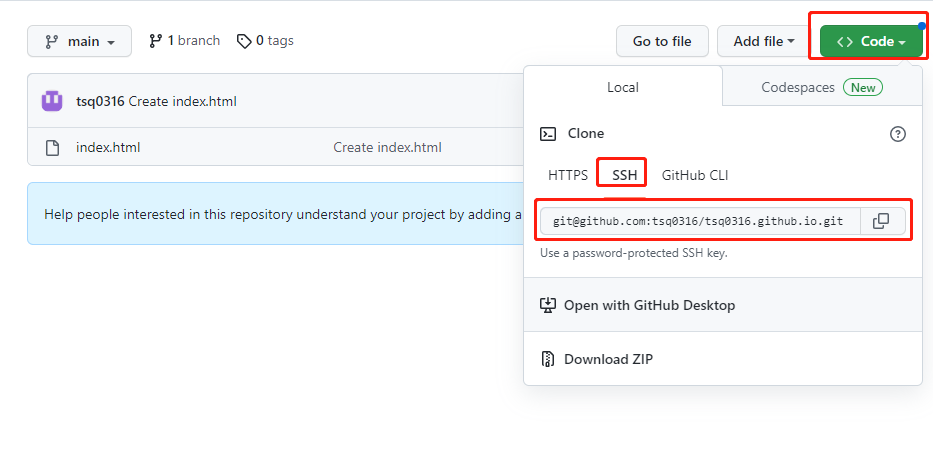 main 1 branch 0 tags Go to file Add file Code
Local Codespaces New
tsq0316 Create index.html
Clone
index.html Create index.html
HTTPS SSH GitHub CLI
Help people interested in this repository understand your project by adding a
git@github.com:tsq0316/tsq0316.github.io.git
Use a password-protected SSH key.
Open with GitHub Desktop
Download ZIP